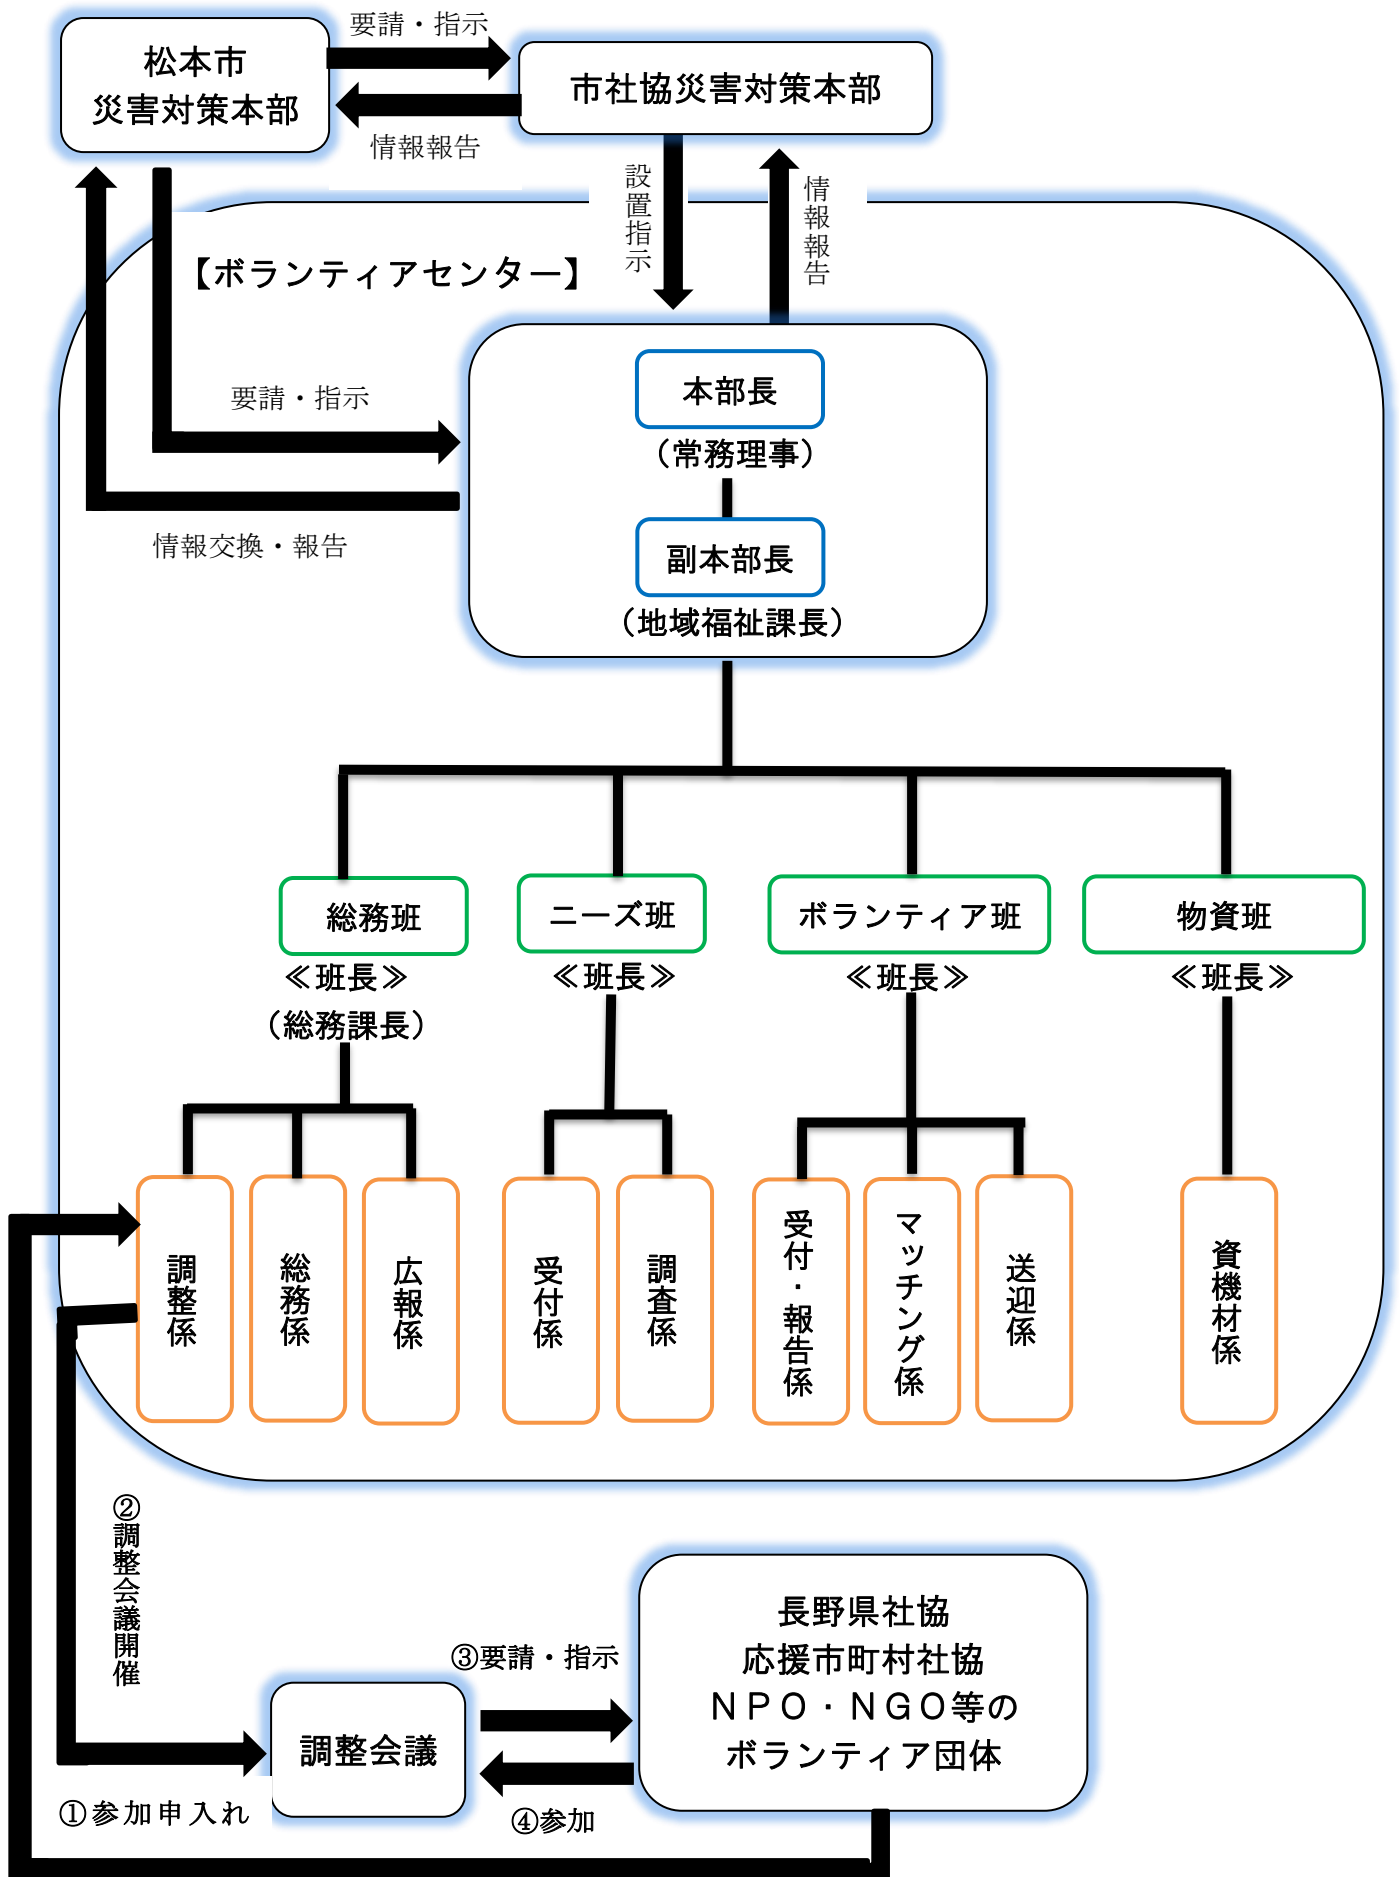 要請・指示
松本市
災害対策本部
市社協災害対策本部
情報報告
設置指示
情報報告
【ボランティアセンター】
本部長
（常務理事）
要請・指示
副本部長
情報交換・報告
（地域福祉課長）
総務班
ニーズ班
ボランティア班
物資班
≪班長≫
≪班長≫
≪班長≫
≪班長≫
（総務課長）
調整係
総務係
広報係
受付係
調査係
受付・報告係
マッチング係
送迎係
資機材係
②調整会議開催
長野県社協
応援市町村社協
ＮＰＯ・ＮＧＯ等の
ボランティア団体
③要請・指示
調整会議
①参加申入れ
④参加